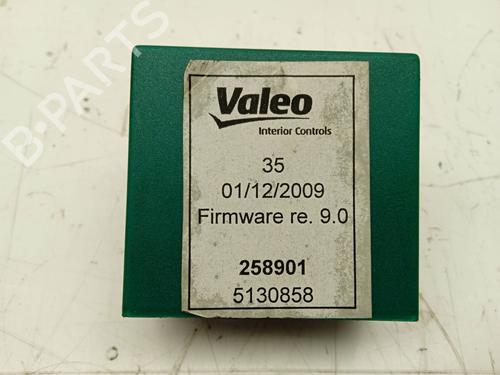 B-PARTS
Valeo
Interior Controls
35
01/12/2009
Firmware re. 9.0
258901
5130858